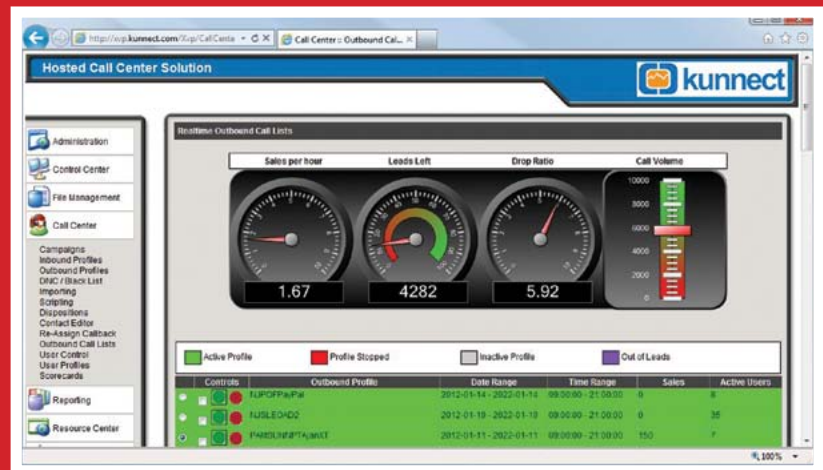 http://xvp.kunnect.com/Xvp/CallCente
Call Center :: Outbound Cal...
Hosted Call Center Solution
kunnect
Administration
Control Center
File Management
Call Center
Campaigns
Inbound Profiles
Outbound Profiles
DNC / Black List
Importing
Scripting
Dispositions
Contact Editor
Re-Assign Callback
Outbound Call Lists
User Control
User Profiles
Scorecards
Reporting
Resource Center
Realtime Outbound Call Lists
Sales per hour Leads Left Drop Ratio Call Volume
10000
8000
6000
4000
2000
0
1.67 4282 5.92
Active Profile Profile Stopped Inactive Profile Out of Leads
Controls Outbound Profile Date Range Time Range Sales Active Users
2012-01-14 - 2022-01-14 09:00:00 - 21:00:00 0 8
NJSLEOAD2 2012-01-19 - 2022-01-19 09:00:00 - 21:00:00 0 35
2012-01-11 - 2022-01-11 09:00:00 - 21:00:00 150 7
100%